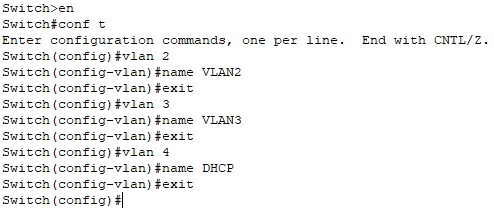 Switch>en
Switch#conf t
Enter configuration commands, one per line.  End with CNTL/Z.
Switch(config)#vlan 2
Switch(config-vlan)#name VLAN2
Switch(config-vlan)#exit
Switch(config)#vlan 3
Switch(config-vlan)#name VLAN3
Switch(config-vlan)#exit
Switch(config)#vlan 4
Switch(config-vlan)#name DHCP
Switch(config-vlan)#exit
Switch(config)#